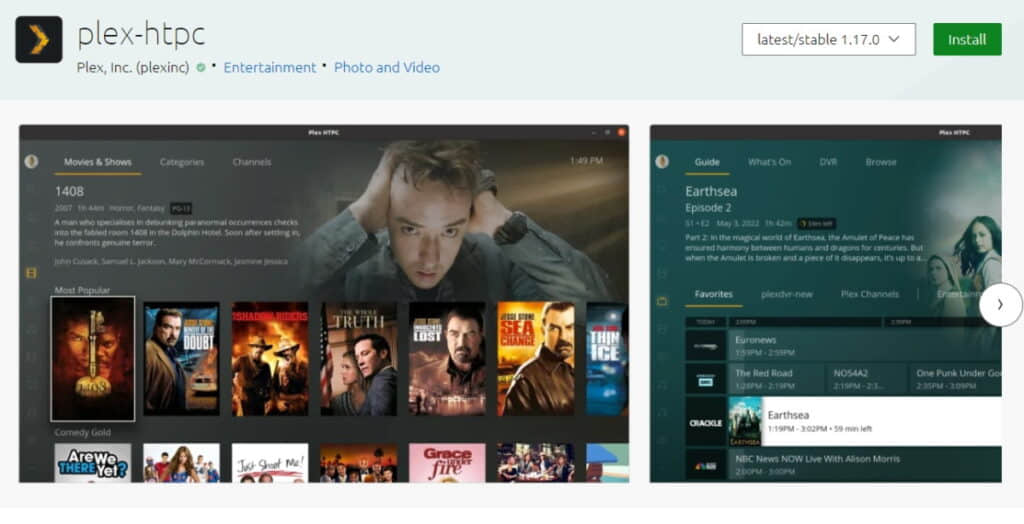 plex-htpc
Plex, Inc. (plexinc) • Entertainment • Photo and Video
latest/stable 1.17.0
Install
Plex HTPC
Movies & Shows Categories Channels
1:49 PM
1408
2007 1h 44m Horror, Fantasy PG-13
A man who specialises in debunking paranormal occurrences checks
into the fabled room 1408 in the Dolphin Hotel. Soon after settling in,
he confronts genuine terror.
John Cusack, Samuel L. Jackson, Mary McCormack, Jasmine Jessica
Most Popular
1408
JESSE STONE
DOUBT
SHADOW RIDERS
THE WHOLE
TRUTH
INNOCENTS
LOST
JESSE STONE
SEA
CHANGE
THIN
ICE
Comedy Gold
Are We
THERE Yet?
Just Shoot Me!
Grace
under
fire
Plex HTPC
Guide What's On DVR Browse
Earthsea
Episode 2
S1 • E2 May 3, 2022 1h 42m
Part 2: In the magical world of Earthsea, the Amulet of Peace has
ensured harmony between humans and dragons for centuries. But
when the Amulet is broken and a piece of it disappears, it's up to a...
Favorites plexdvr-new Plex Channels Entertainm
TODAY 2:00PM 2:30PM
Euronews
1:59PM - 2:59PM
The Red Road NOS4A2 One Punk Under Go
1:26PM - 2:19PM 2:19PM - 2:3... 2:35PM - 3:09PM
CRACKLE
EARTHSEA
Earthsea
1:19PM - 3:02PM • 59 min left
NBC News NOW Live With Alison Morris
2:00PM - 3:00PM